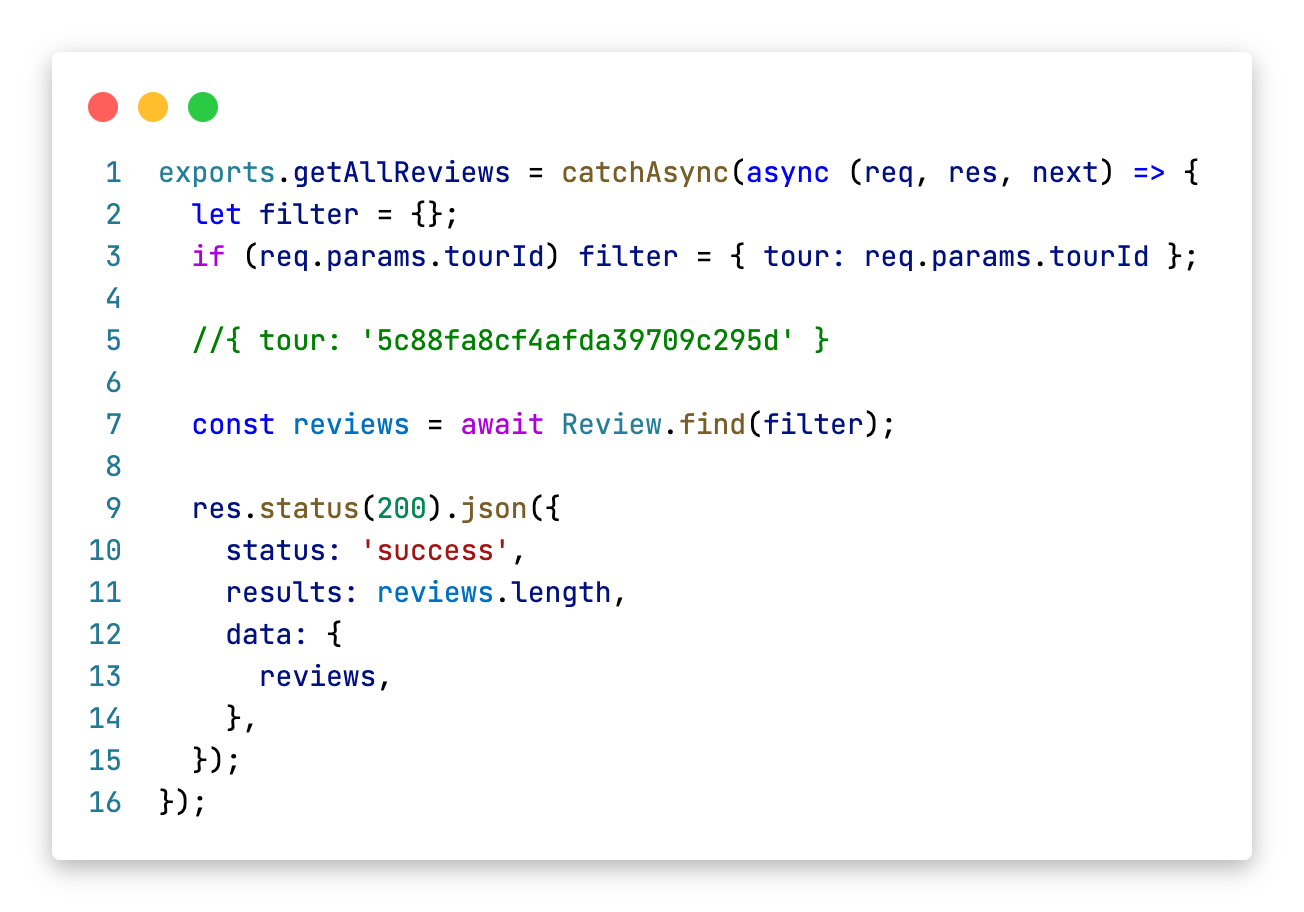 1 exports.getAllReviews = catchAsync(async (req, res, next) => {
2   let filter = {};
3   if (req.params.tourId) filter = { tour: req.params.tourId };
4
5   //{ tour: '5c88fa8cf4afda39709c295d' }
6
7   const reviews = await Review.find(filter);
8
9   res.status(200).json({
10     status: 'success',
11     results: reviews.length,
12     data: {
13       reviews,
14     },
15   });
16 });